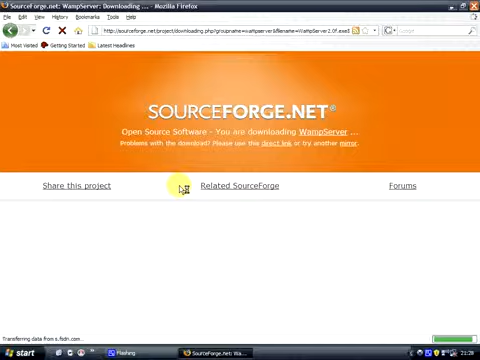 SourceForge.net: WampServer: Downloading ... - Mozilla Firefox
File Edit View History Bookmarks Tools Help
http://sourceforge.net/project/downloading.php?groupname=wampserver&filename=WampServer2.0f.exe
Google
Most Visited Getting Started Latest Headlines
SOURCEFORGE.NET®
Open Source Software - You are downloading WampServer ...
Problems with the download? Please use this direct link or try another mirror.
Share this project Related SourceForge Forums
Transferring data from s.fsdn.com...
start Flashing SourceForge.net: Wa... 21:28